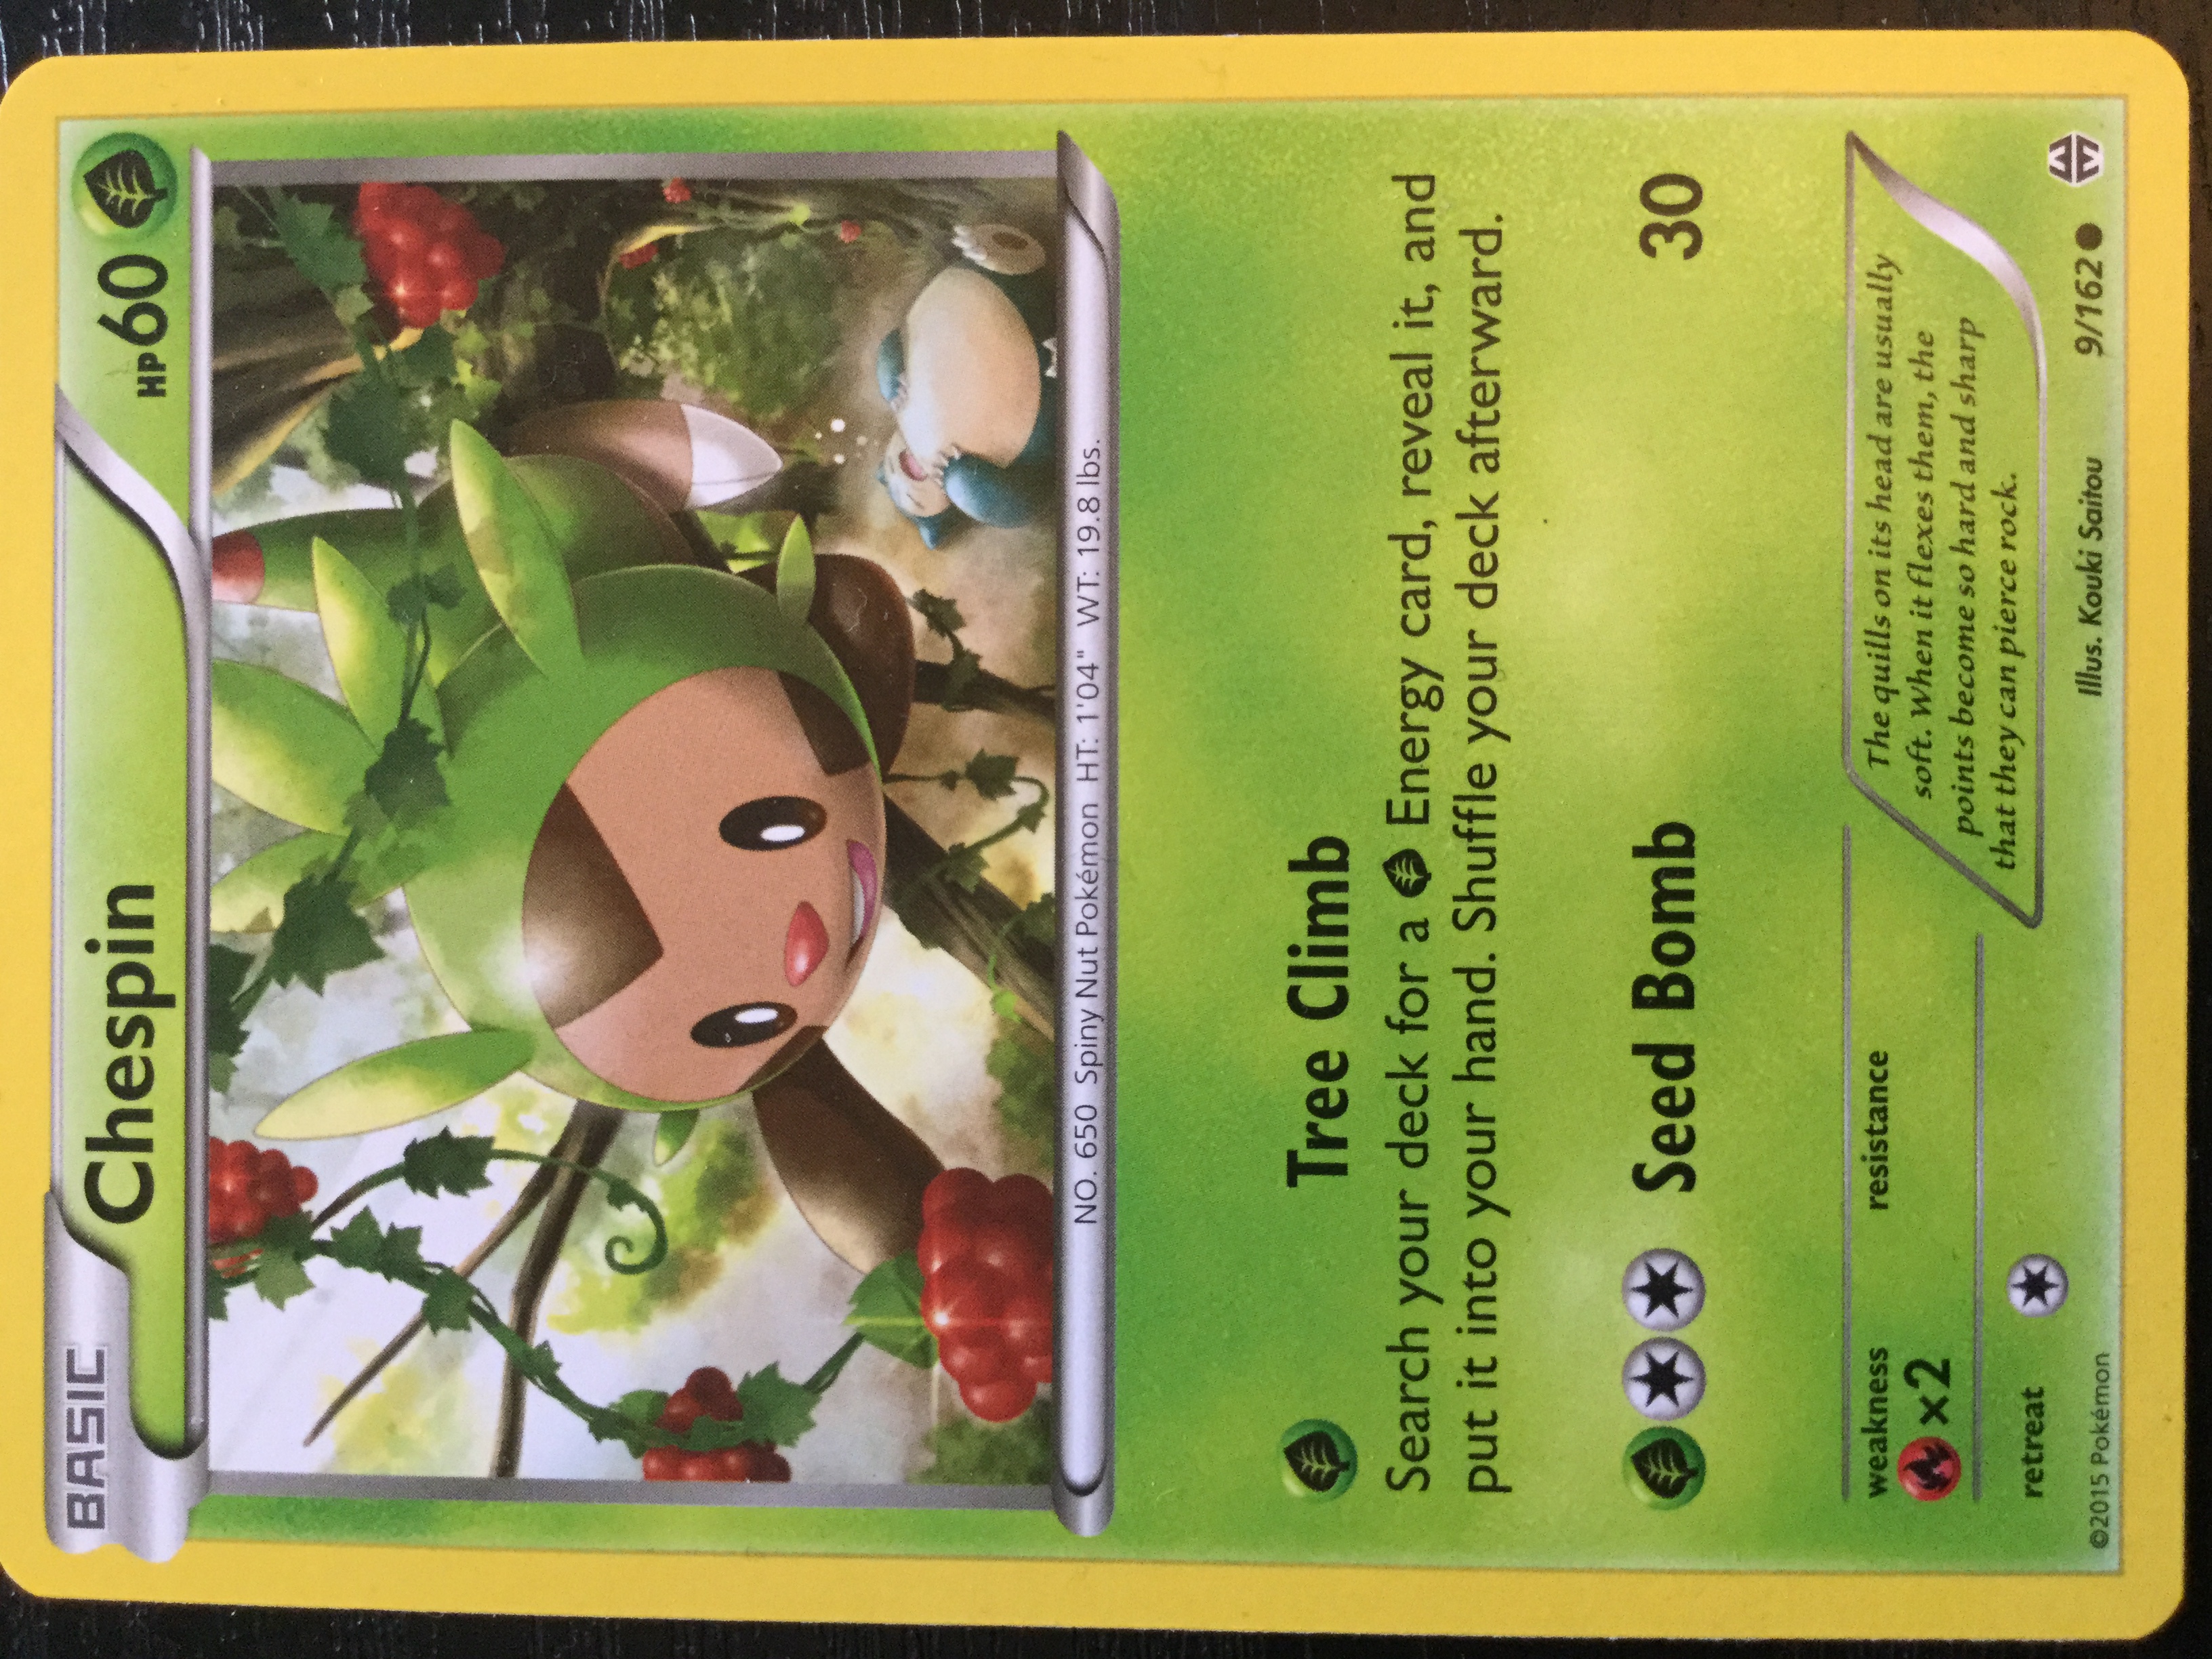 BASIC
Chespin
HP 60
NO. 650 Spiny Nut Pokémon HT: 1'04" WT: 19.8 lbs.
Tree Climb
Search your deck for a Energy card, reveal it, and
put it into your hand. Shuffle your deck afterward.
Seed Bomb 30
weakness resistance
×2
The quills on its head are usually
soft. When it flexes them, the
points become so hard and sharp
that they can pierce rock.
retreat
©2015 Pokémon Illus. Kouki Saitou 9/162